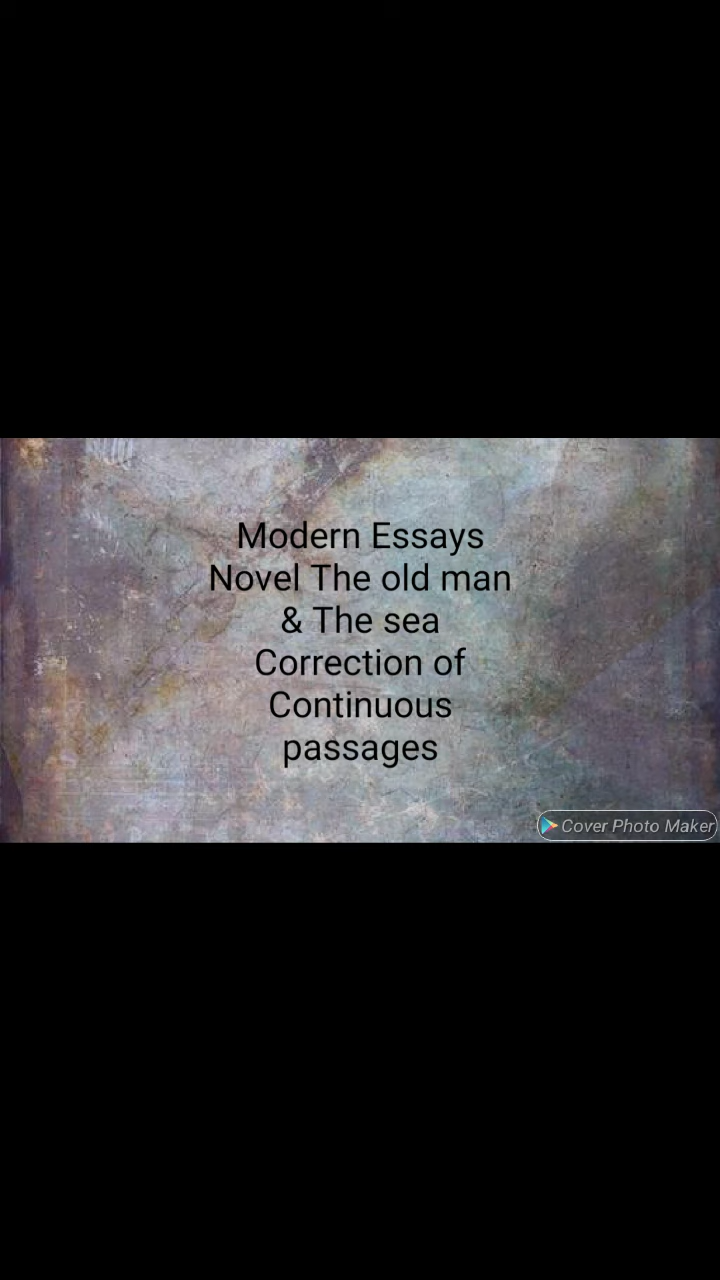 Modern Essays
Novel The old man
& The sea
Correction of
Continuous
passages
Cover Photo Maker